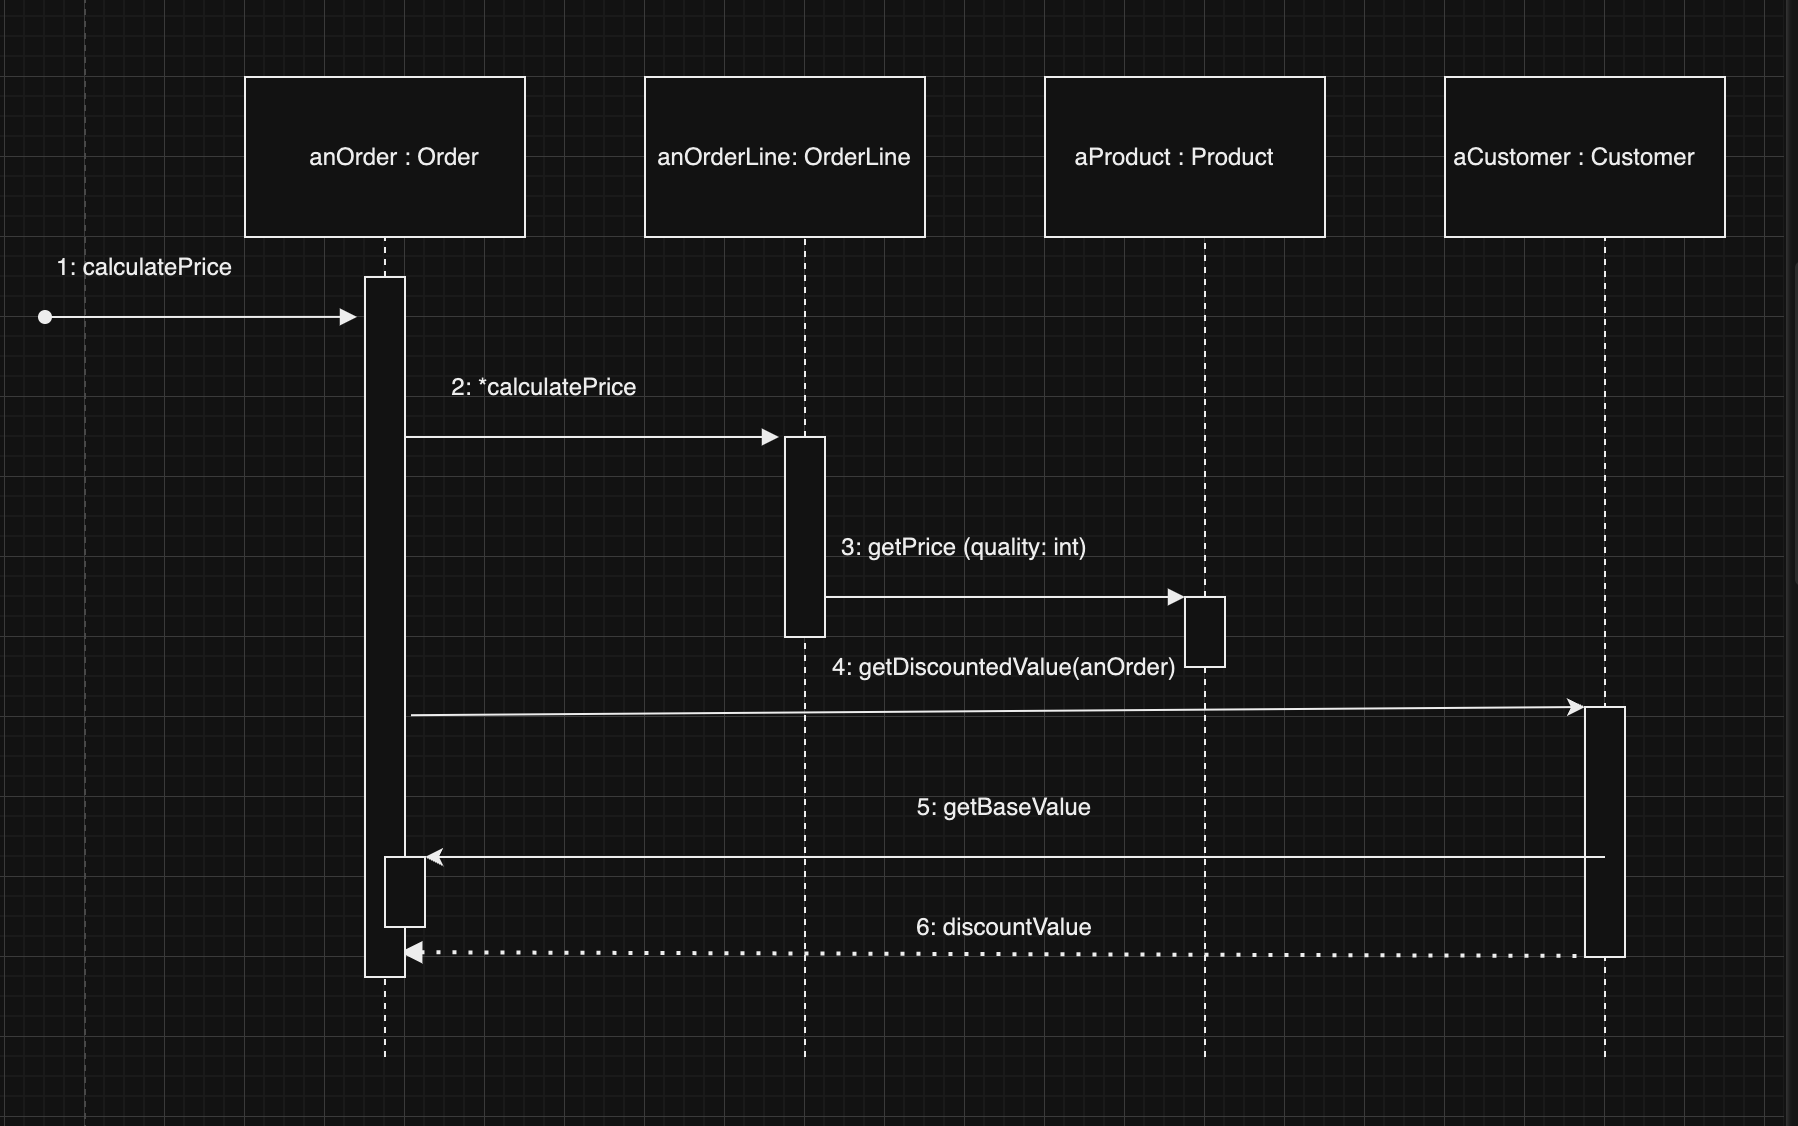 anOrder : Order
anOrderLine: OrderLine
aProduct : Product
aCustomer : Customer
1: calculatePrice
2: *calculatePrice
3: getPrice (quality: int)
4: getDiscountedValue(anOrder)
5: getBaseValue
6: discountValue